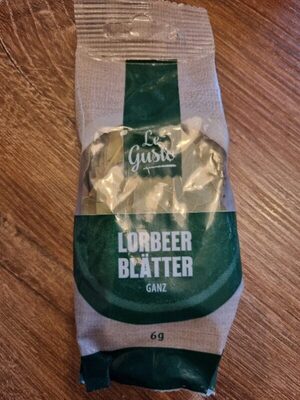 Le
Gusto
LORBEER
BLÄTTER
GANZ
6g